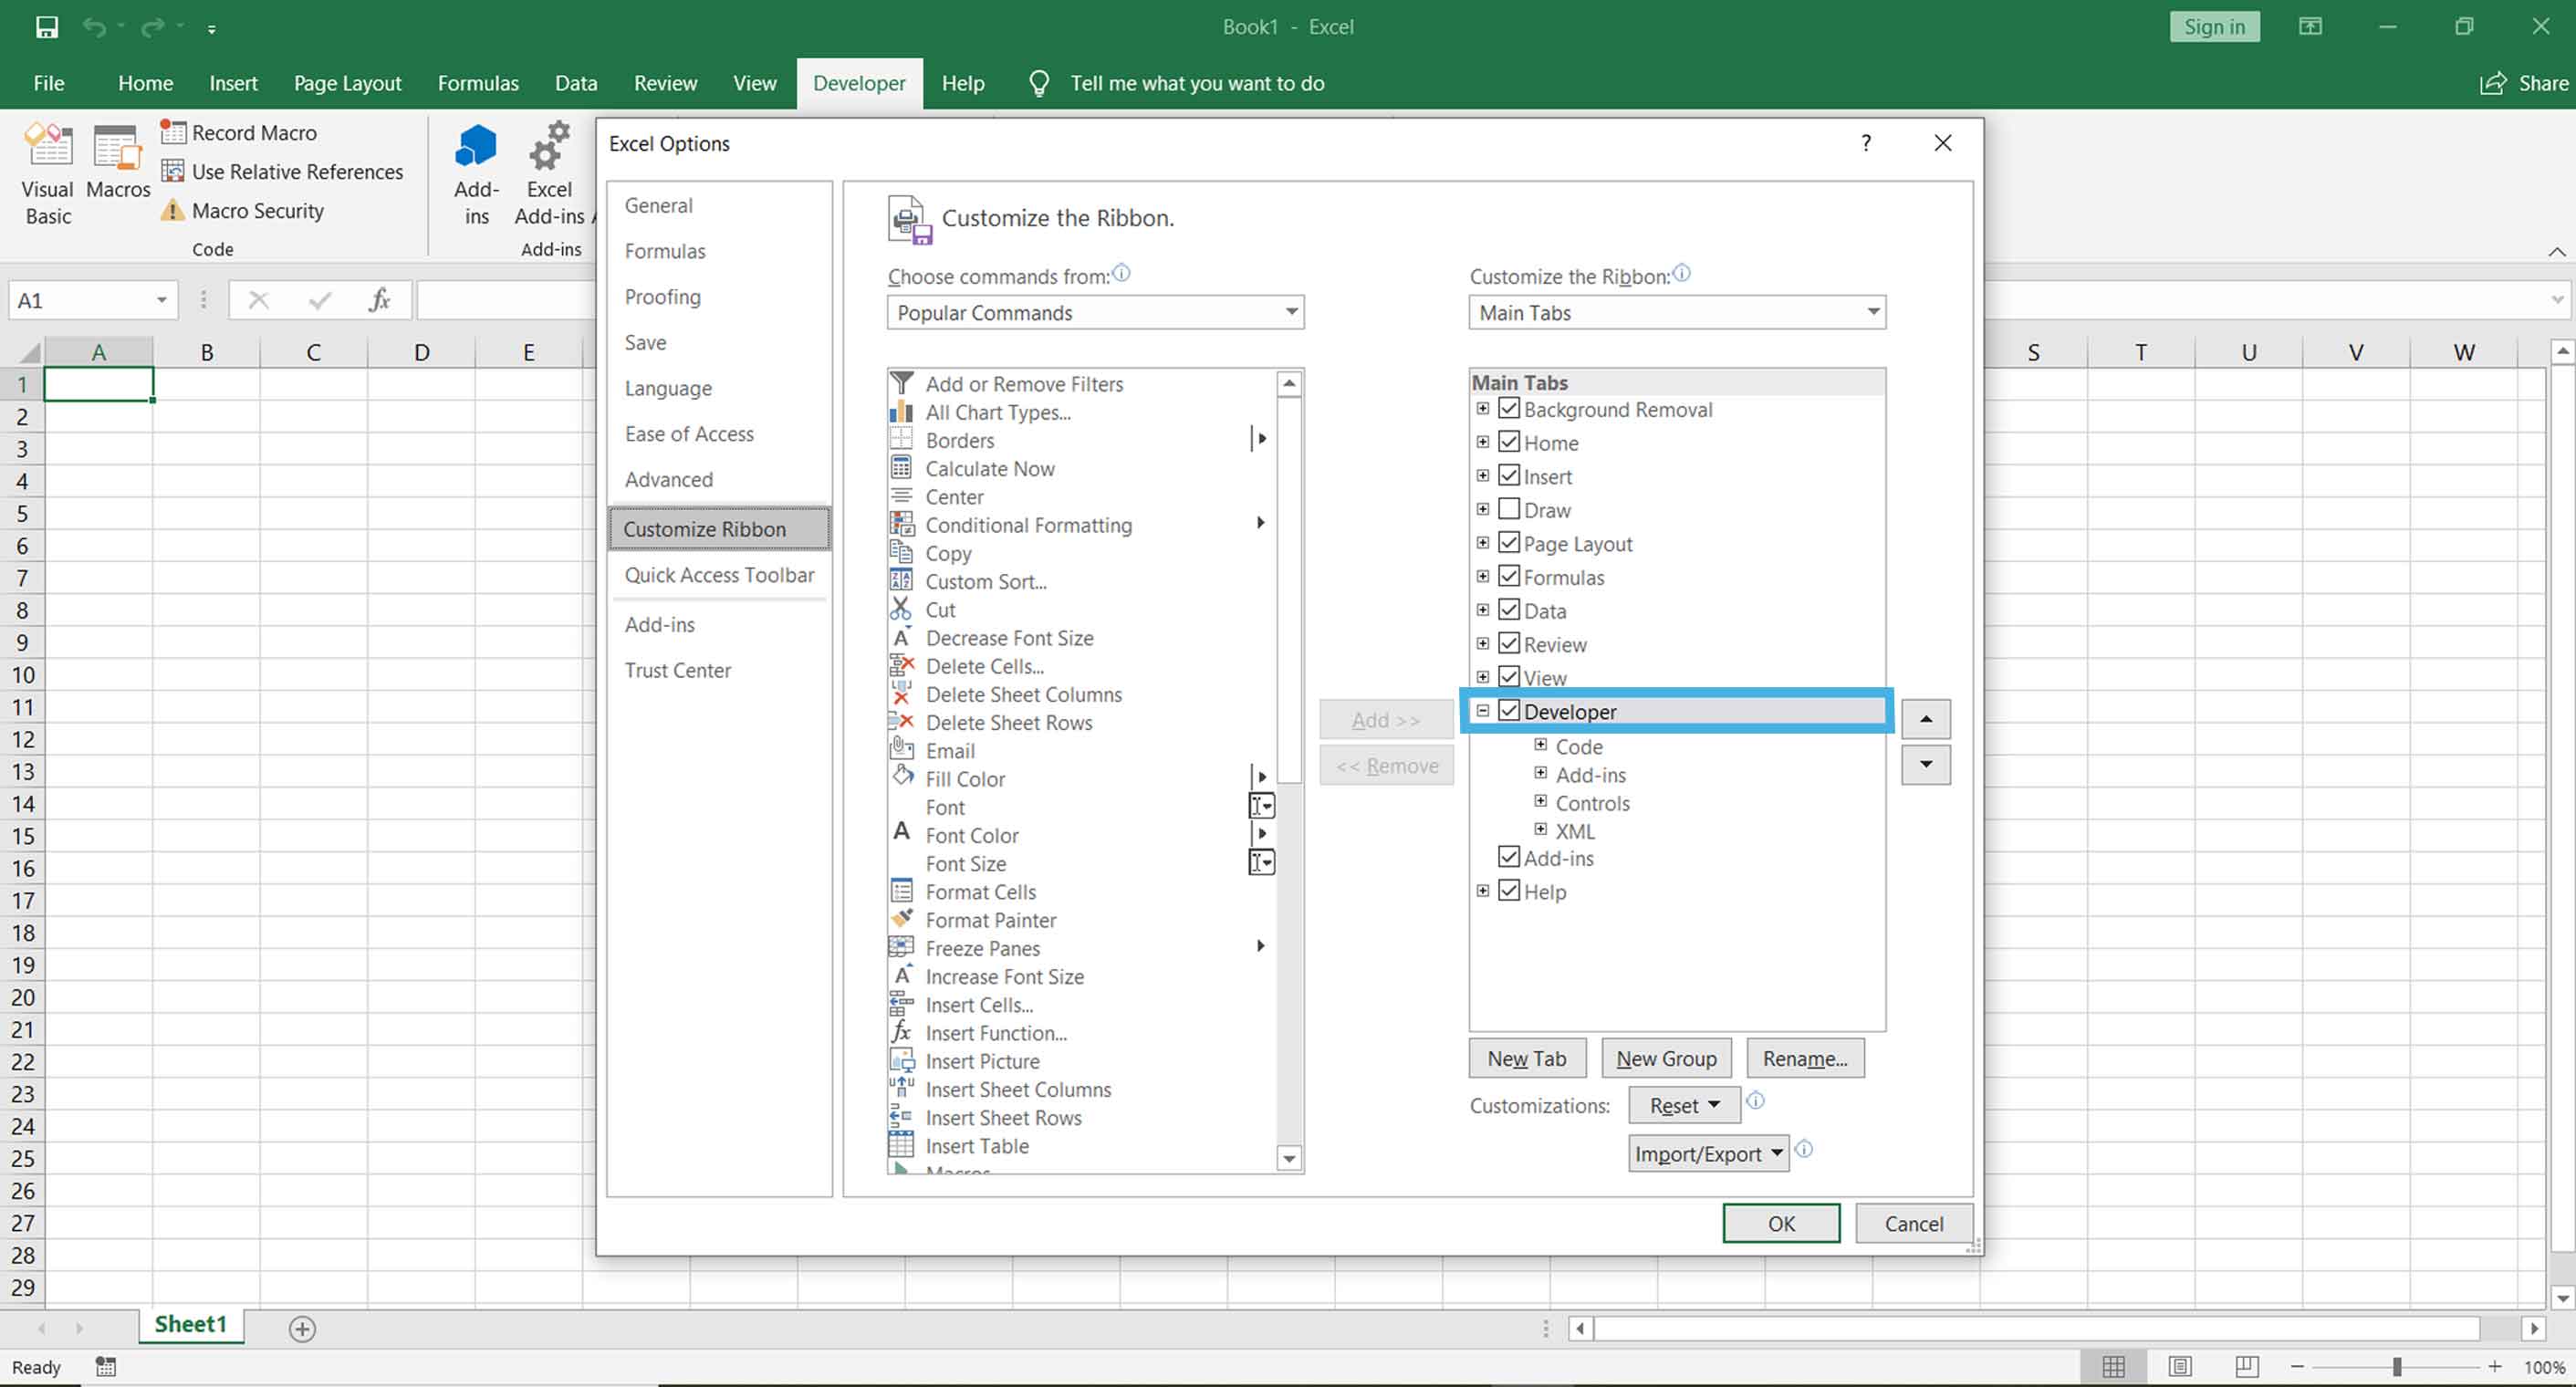 Book1 - Excel
Sign in
File Home Insert Page Layout Formulas Data Review View Developer Help Tell me what you want to do Share
Visual Basic
Macros
Record Macro
Use Relative References
Macro Security
Code
Add-ins
Excel Add-ins
Add-ins
A1
fx
A B C D E S T U V W
1
2
3
4
5
6
7
8
9
10
11
12
13
14
15
16
17
18
19
20
21
22
23
24
25
26
27
28
29
Excel Options
?
General
Formulas
Proofing
Save
Language
Ease of Access
Advanced
Customize Ribbon
Quick Access Toolbar
Add-ins
Trust Center
Customize the Ribbon.
Choose commands from:
Popular Commands
Add or Remove Filters
All Chart Types...
Borders
Calculate Now
Center
Conditional Formatting
Copy
Custom Sort...
Cut
Decrease Font Size
Delete Cells...
Delete Sheet Columns
Delete Sheet Rows
Email
Fill Color
Font
Font Color
Font Size
Format Cells
Format Painter
Freeze Panes
Increase Font Size
Insert Cells...
Insert Function...
Insert Picture
Insert Sheet Columns
Insert Sheet Rows
Insert Table
Macros
Add >>
<< Remove
Customize the Ribbon:
Main Tabs
Main Tabs
Background Removal
Home
Insert
Draw
Page Layout
Formulas
Data
Review
View
Developer
Code
Add-ins
Controls
XML
Add-ins
Help
New Tab New Group Rename...
Customizations: Reset
Import/Export
OK Cancel
Sheet1
Ready
100%